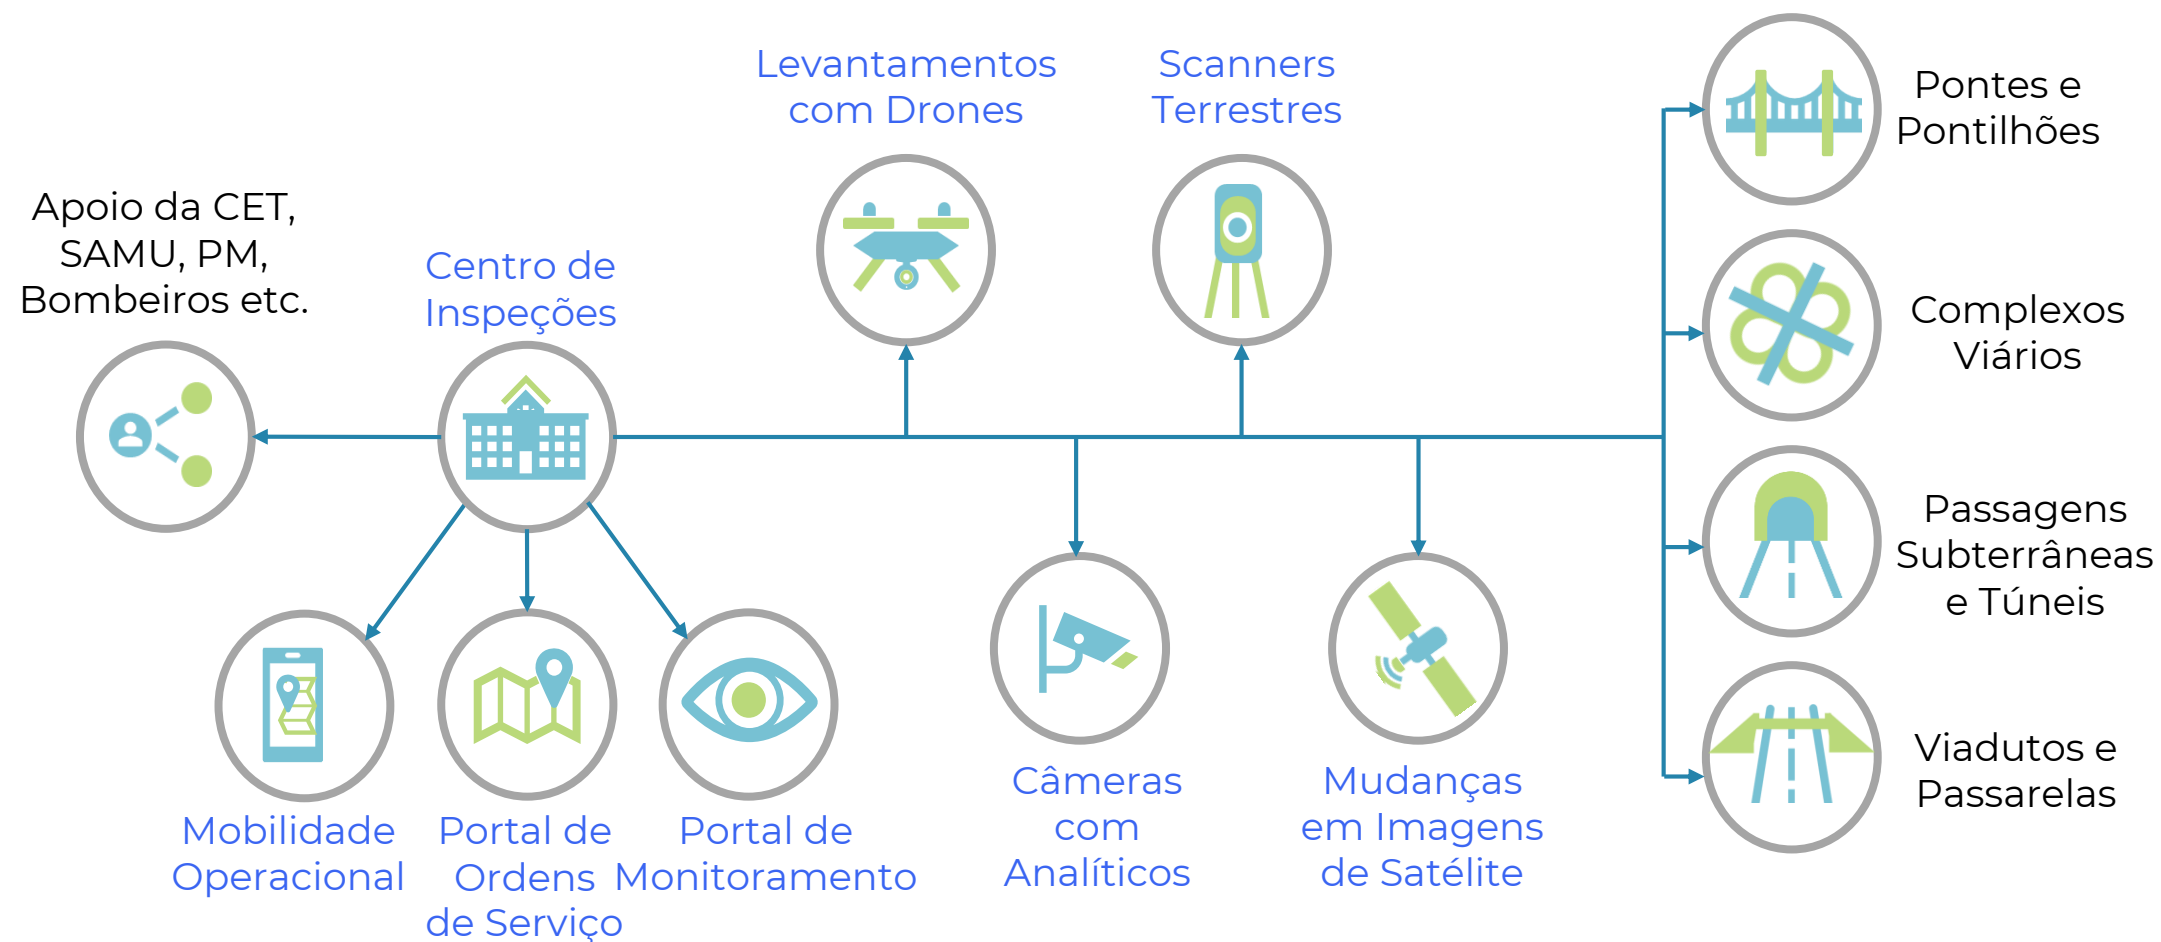 Apoio da CET,
SAMU, PM,
Bombeiros etc.
Centro de
Inspeções
Levantamentos
com Drones
Scanners
Terrestres
Pontes e
Pontilhões
Complexos
Viários
Passagens
Subterrâneas
e Túneis
Viadutos e
Passarelas
Mobilidade
Operacional
Portal de
Ordens
de Serviço
Portal de
Monitoramento
Câmeras
com
Analíticos
Mudanças
em Imagens
de Satélite